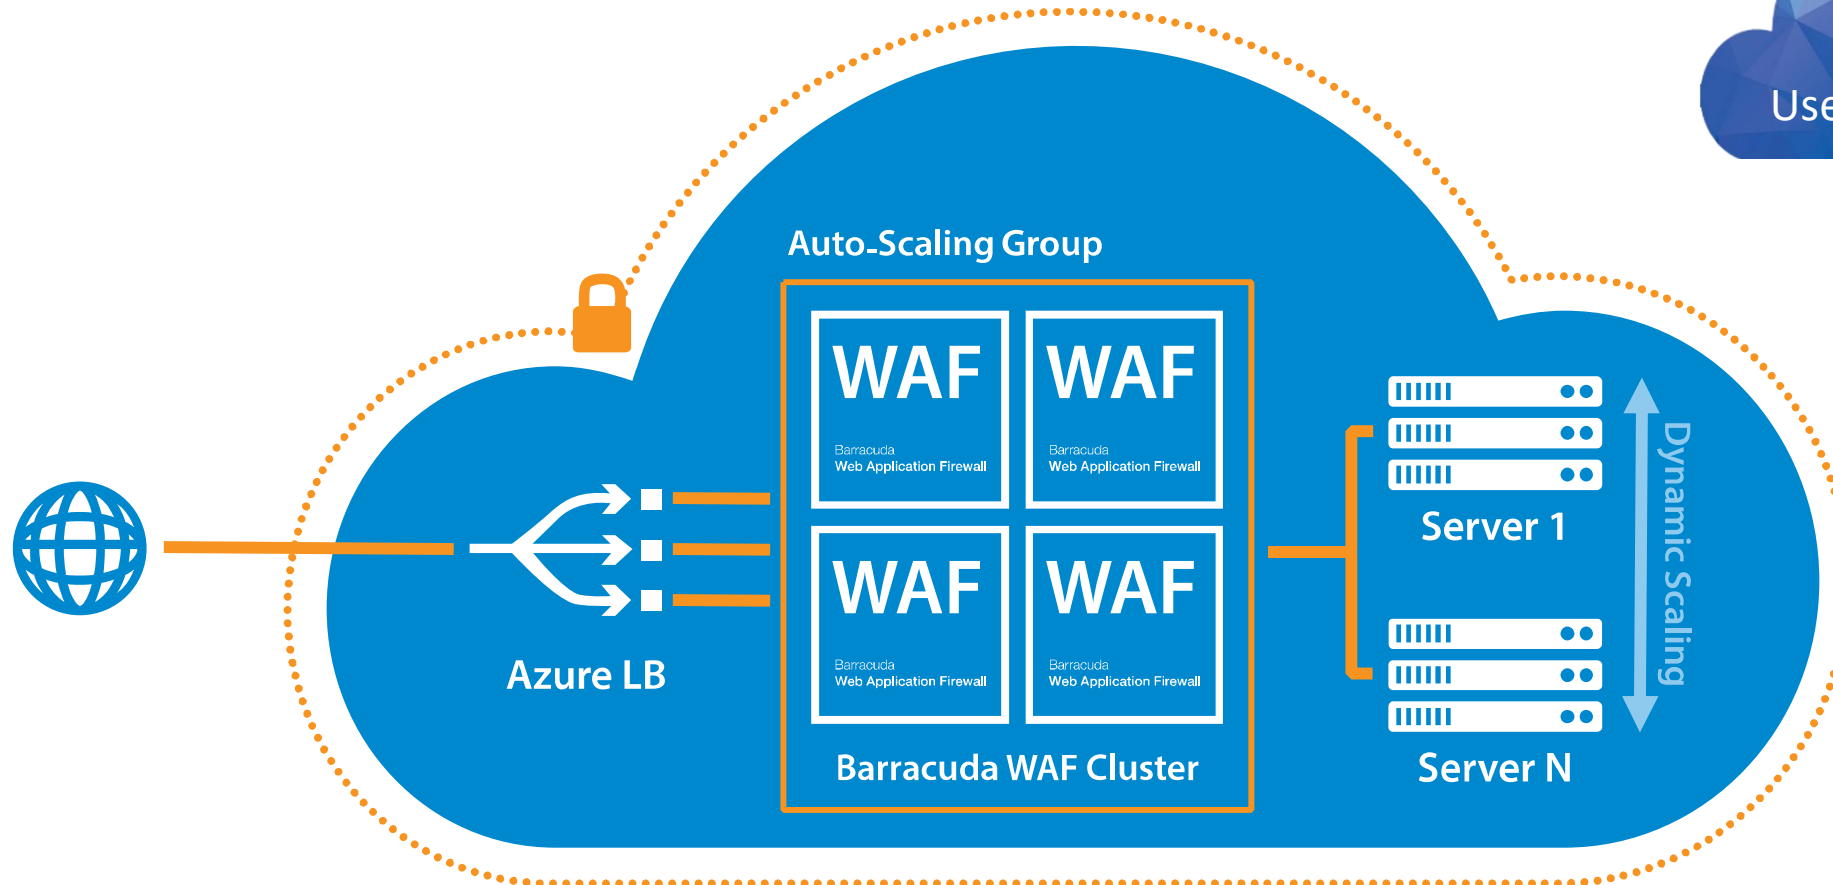 Use
Auto-Scaling Group
WAF
Barracuda
Web Application Firewall
WAF
Barracuda
Web Application Firewall
WAF
Barracuda
Web Application Firewall
WAF
Barracuda
Web Application Firewall
Barracuda WAF Cluster
Azure LB
Server 1
Server N
Dynamic Scaling